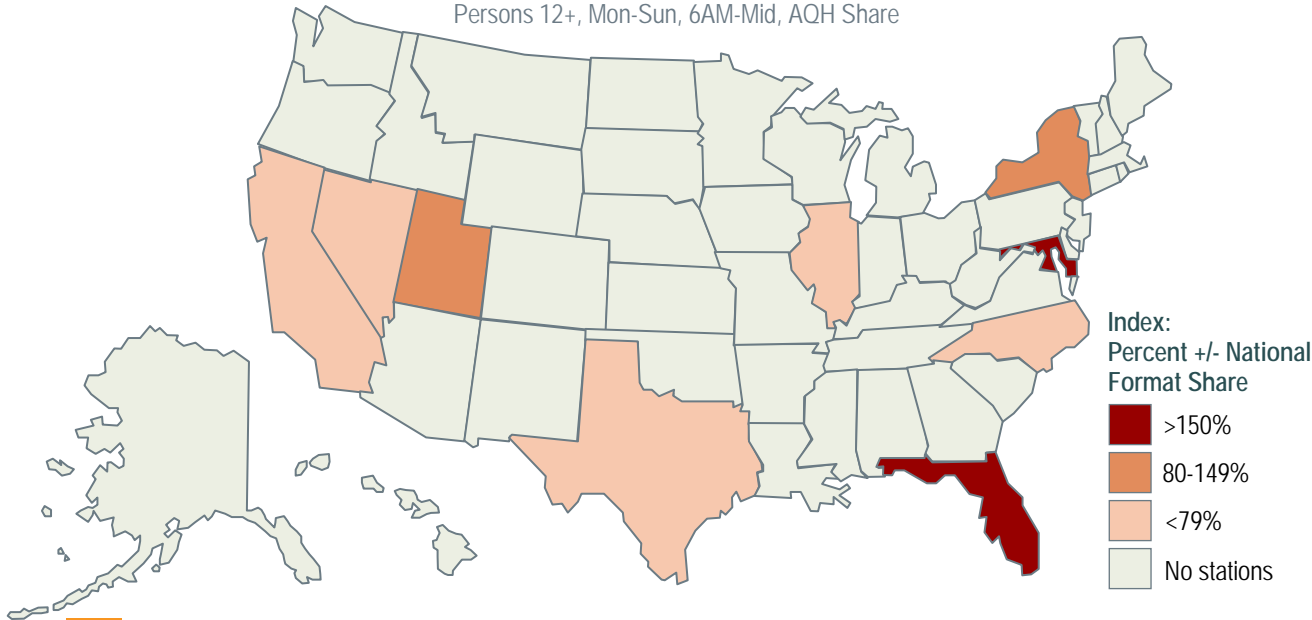 Persons 12+, Mon-Sun, 6AM-Mid, AQH Share
Index:
Percent +/- National
Format Share
>150%
80-149%
<79%
No stations